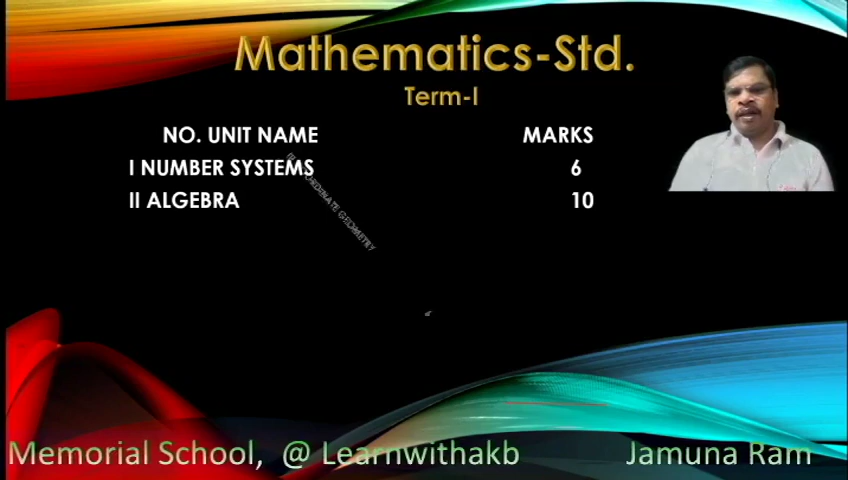 Mathematics-Std.
Term-I
NO. UNIT NAME MARKS
I NUMBER SYSTEMS 6
II ALGEBRA 10
COORDINATE GEOMETRY
Memorial School, @ Learnwithakb Jamuna Ram